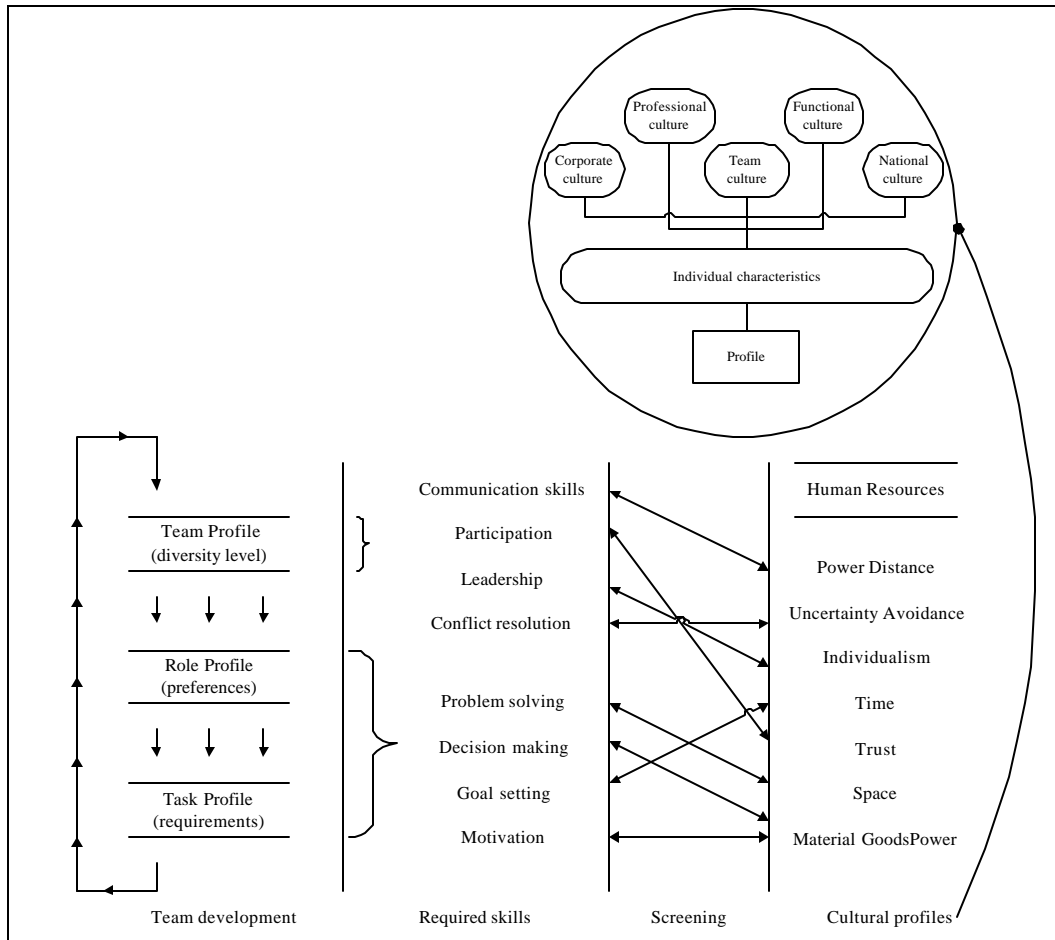 Professional
culture
Functional
culture
Corporate
culture
Team
culture
National
culture
Individual characteristics
Profile
Communication skills
Human Resources
Team Profile
(diversity level)
Participation
Leadership
Power Distance
Conflict resolution
Uncertainty Avoidance
Role Profile
(preferences)
Individualism
Problem solving
Time
Decision making
Trust
Task Profile
(requirements)
Goal setting
Space
Motivation
Material GoodsPower
Team development
Required skills
Screening
Cultural profiles